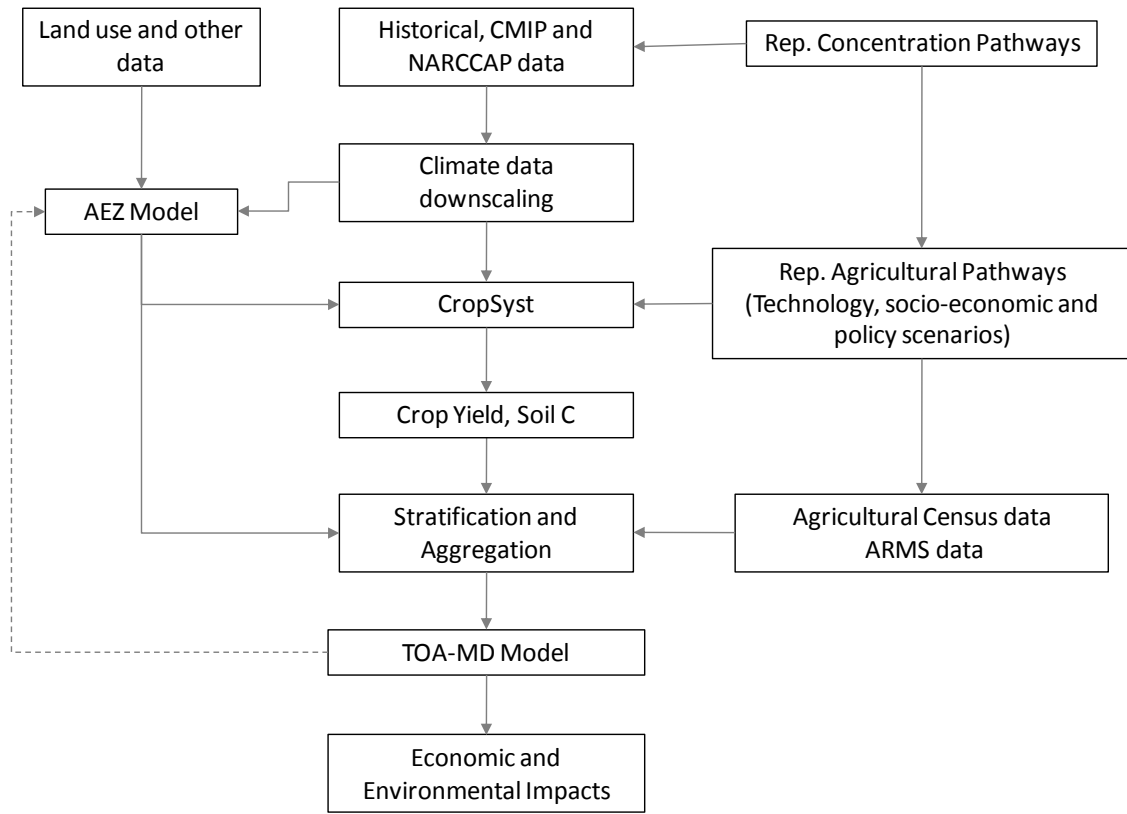 Land use and other
data
Historical, CMIP and
NARCCAP data
Rep. Concentration Pathways
Climate data
downscaling
AEZ Model
CropSyst
Rep. Agricultural Pathways
(Technology, socio-economic and
policy scenarios)
Crop Yield, Soil C
Stratification and
Aggregation
Agricultural Census data
ARMS data
TOA-MD Model
Economic and
Environmental Impacts